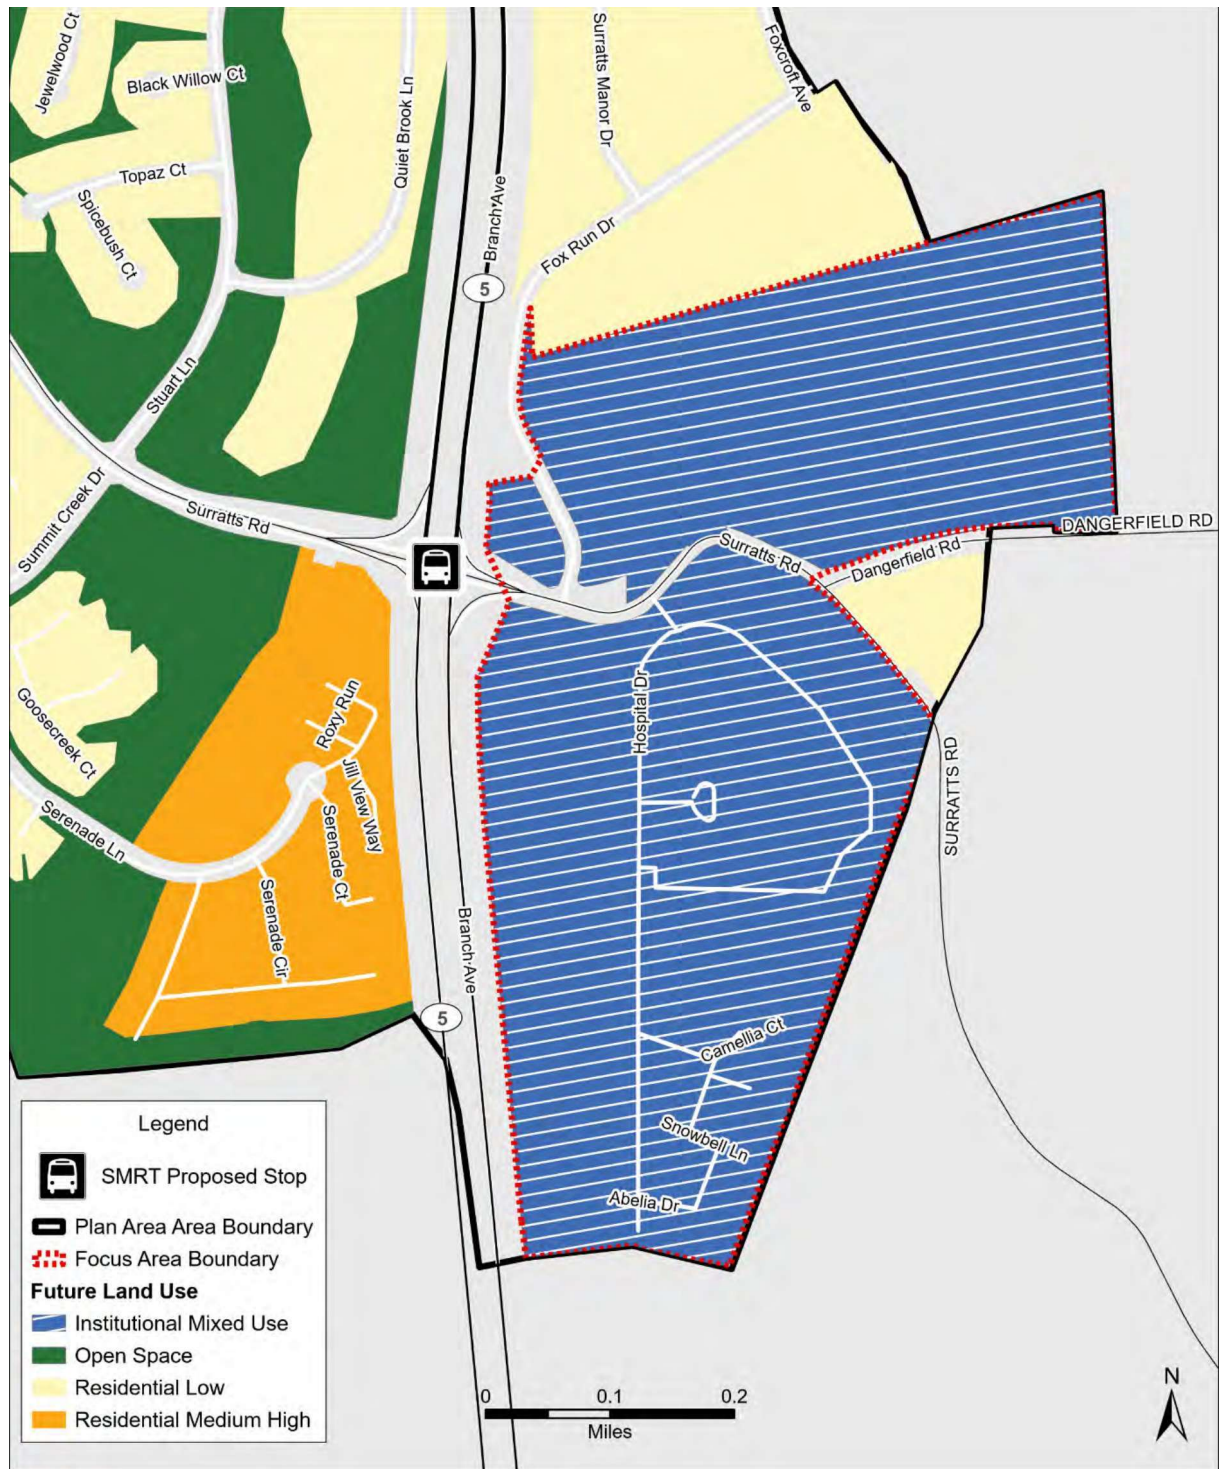 Jewelwood Ct
Black Willow Ct
Topaz Ct
Spicebush Ct
Quiet Brook Ln
Surratts Manor Dr
Foxcroft Ave
Branch Ave
5
Fox Run Dr
Stuart Ln
Summit Creek Dr
Surratts Rd
Surratts Rd
Dangerfield Rd
DANGERFIELD RD
Goosecreek Ct
Roxy Run
Jill View Way
Hospital Dr
SURRATTS RD
Serenade Ln
Serenade Ct
Serenade Cir
Branch Ave
5
Camellia Ct
Snowbell Ln
Abelia Dr
Legend
SMRT Proposed Stop
Plan Area Area Boundary
Focus Area Boundary
Future Land Use
Institutional Mixed Use
Open Space
Residential Low
Residential Medium High
0 0.1 0.2
Miles
N